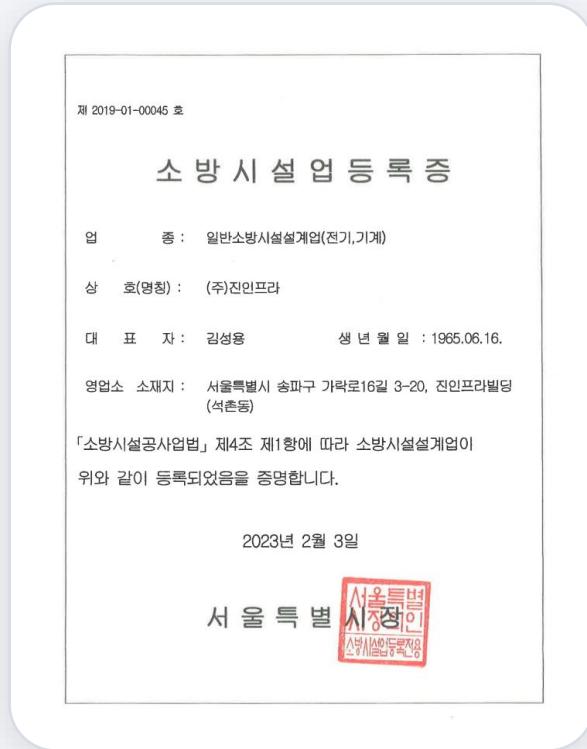 제 2019-01-00045 호
소방시설업등록증
업 종 : 일반소방시설설계업(전기,기계)
상 호(명칭) : (주)진인프라
대 표 자 : 김성용 생 년 월 일 : 1965.06.16.
영업소 소재지 : 서울특별시 송파구 가락로16길 3-20, 진인프라빌딩
(석촌동)
「소방시설공사업법」 제4조 제1항에 따라 소방시설설계업이
위와 같이 등록되었음을 증명합니다.
2023년 2월 3일
서울특별시장
서울특별
시장의인
소방시설업등록전용